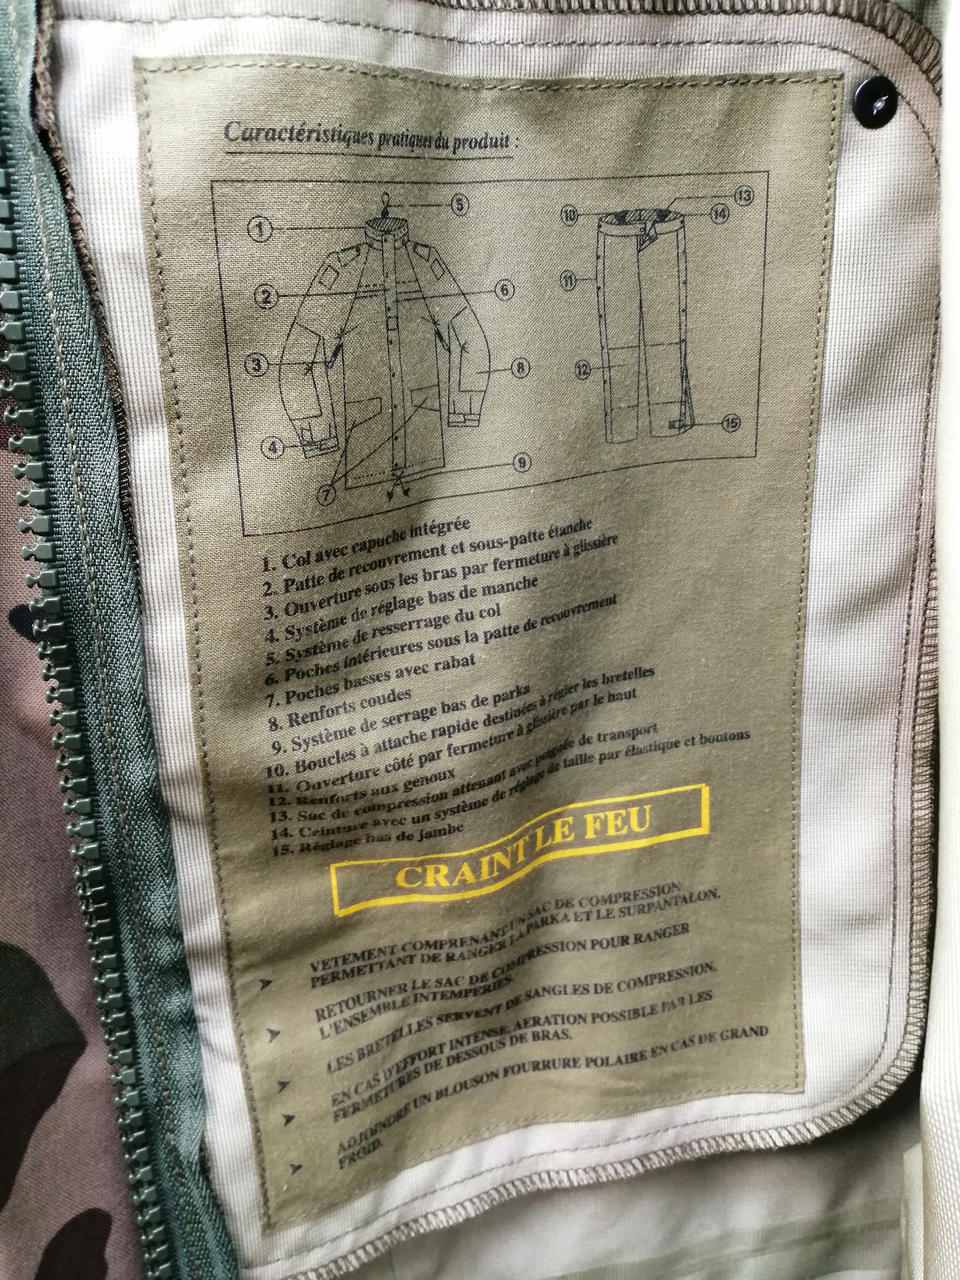 Caractéristiques pratiques du produit :
5
13
10
14
1
11
2
6
3
8
12
15
4
9
7
1. Col avec capuche intégrée
2. Patte de recouvrement et sous-patte étanche
3. Ouverture sous les bras par fermeture à glissière
4. Système de réglage bas de manche
5. Système de resserrage du col
6. Poches intérieures sous la patte de recouvrement
7. Poches basses avec rabat
8. Renforts coudes
9. Système de serrage bas de parka
10. Boucles à attache rapide destinées à régler les bretelles
11. Ouverture côté par fermeture à glissière par le haut
12. Renforts aux genoux
13. Sac de compression attenant avec poignée de transport
14. Ceinture avec un système de réglage de taille par élastique et boutons
15. Réglage bas de jambe
CRAINT LE FEU
VETEMENT COMPRENANT UN SAC DE COMPRESSION
PERMETTANT DE RANGER LA PARKA ET LE SURPANTALON.
RETOURNER LE SAC DE COMPRESSION POUR RANGER
L'ENSEMBLE INTEMPERIES.
LES BRETELLES SERVENT DE SANGLES DE COMPRESSION.
EN CAS D'EFFORT INTENSE, AERATION POSSIBLE PAR LES
FERMETURES DE DESSOUS DE BRAS.
ADJOINDRE UN BLOUSON FOURRURE POLAIRE EN CAS DE GRAND
FROID.